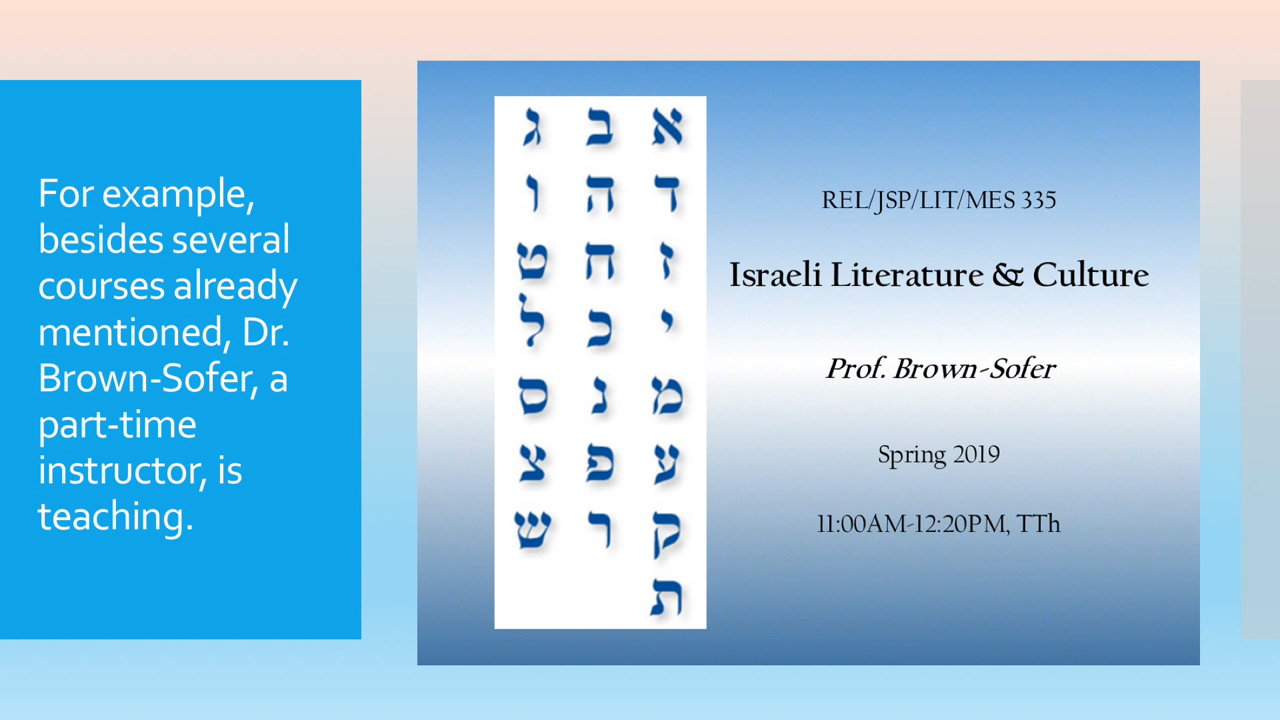 For example,
besides several
courses already
mentioned, Dr.
Brown-Sofer, a
part-time
instructor, is
teaching.
א ב ג
ד ה ו
ז ח ט
י כ ל
מ נ ס
ע פ צ
ק ר ש
ת
REL/JSP/LIT/MES 335
Israeli Literature & Culture
Prof. Brown-Sofer
Spring 2019
11:00AM-12:20PM, TTh